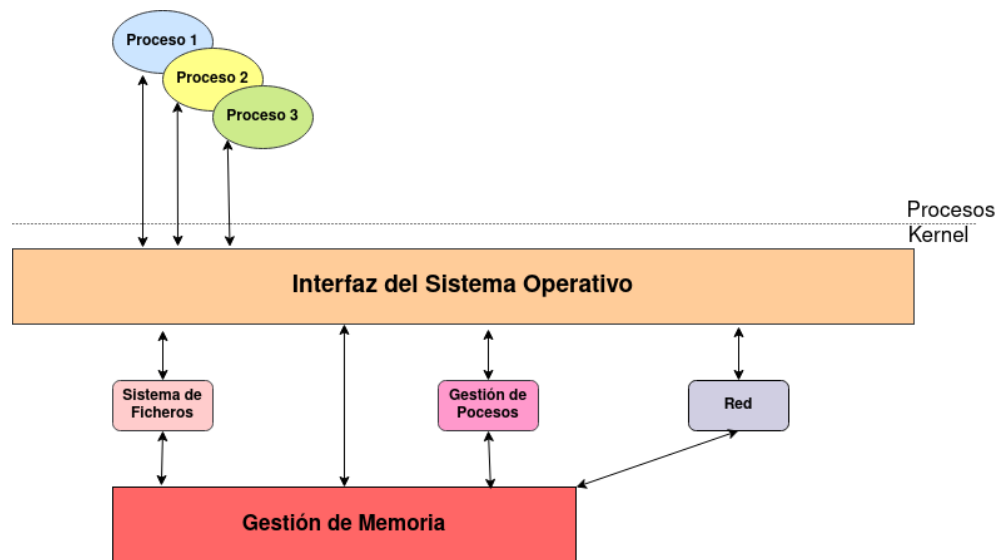 Proceso 1
Proceso 2
Proceso 3
Procesos
Kernel
Interfaz del Sistema Operativo
Sistema de
Ficheros
Gestión de
Pocesos
Red
Gestión de Memoria